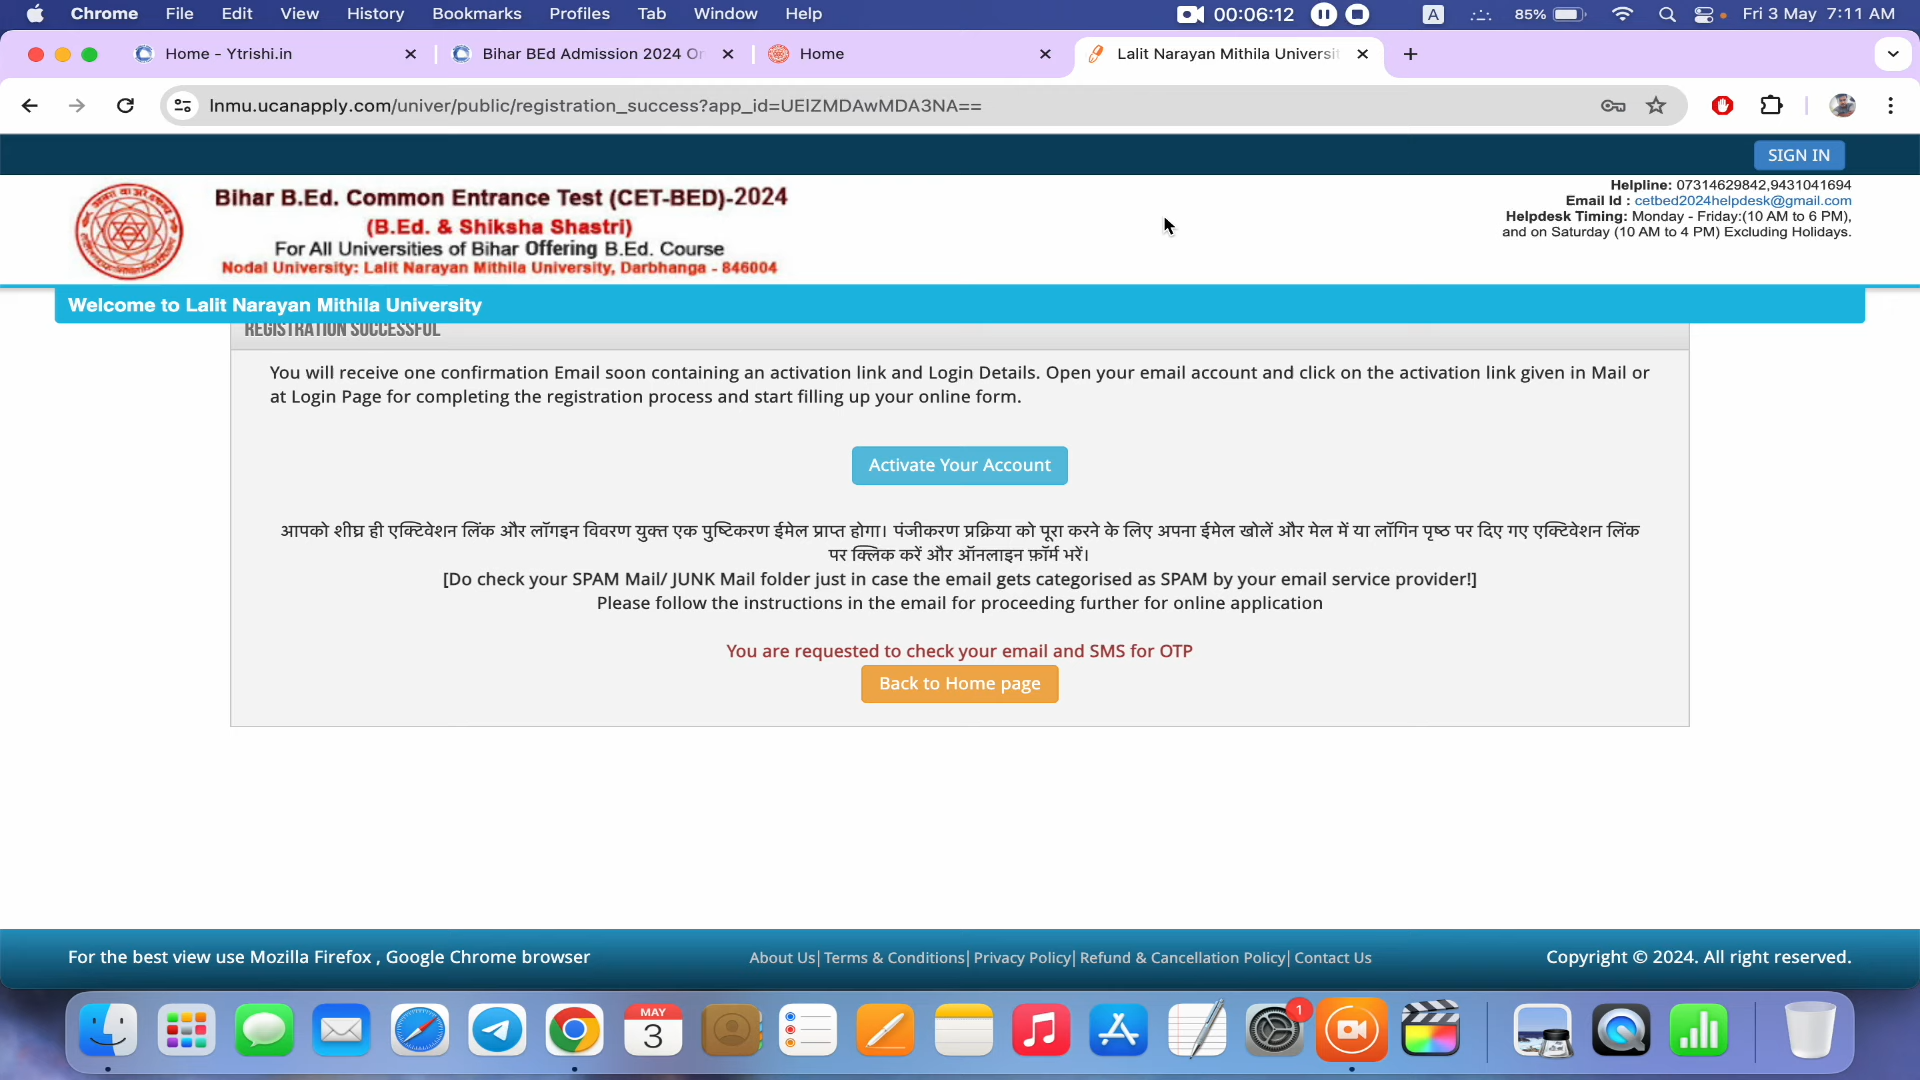 Chrome File Edit View History Bookmarks Profiles Tab Window Help 00:06:12 A 85% Fri 3 May 7:11 AM
Home - Ytrishi.in Bihar BEd Admission 2024 Or Home Lalit Narayan Mithila Universit
lnmu.ucanapply.com/univer/public/registration_success?app_id=UElZMDAwMDA3NA==
SIGN IN
Bihar B.Ed. Common Entrance Test (CET-BED)-2024
(B.Ed. & Shiksha Shastri)
For All Universities of Bihar Offering B.Ed. Course
Nodal University: Lalit Narayan Mithila University, Darbhanga - 846004
Helpline: 07314629842,9431041694
Email Id : cetbed2024helpdesk@gmail.com
Helpdesk Timing: Monday - Friday:(10 AM to 6 PM),
and on Saturday (10 AM to 4 PM) Excluding Holidays.
Welcome to Lalit Narayan Mithila University
REGISTRATION SUCCESSFUL
You will receive one confirmation Email soon containing an activation link and Login Details. Open your email account and click on the activation link given in Mail or
at Login Page for completing the registration process and start filling up your online form.
Activate Your Account
आपको शीघ्र ही एक्टिवेशन लिंक और लॉगइन विवरण युक्त एक पुष्टिकरण ईमेल प्राप्त होगा। पंजीकरण प्रक्रिया को पूरा करने के लिए अपना ईमेल खोलें और मेल में या लॉगिन पृष्ठ पर दिए गए एक्टिवेशन लिंक
पर क्लिक करें और ऑनलाइन फ़ॉर्म भरें।
[Do check your SPAM Mail/ JUNK Mail folder just in case the email gets categorised as SPAM by your email service provider!]
Please follow the instructions in the email for proceeding further for online application
You are requested to check your email and SMS for OTP
Back to Home page
For the best view use Mozilla Firefox , Google Chrome browser
About Us| Terms & Conditions| Privacy Policy| Refund & Cancellation Policy| Contact Us
Copyright © 2024. All right reserved.
MAY
3
1